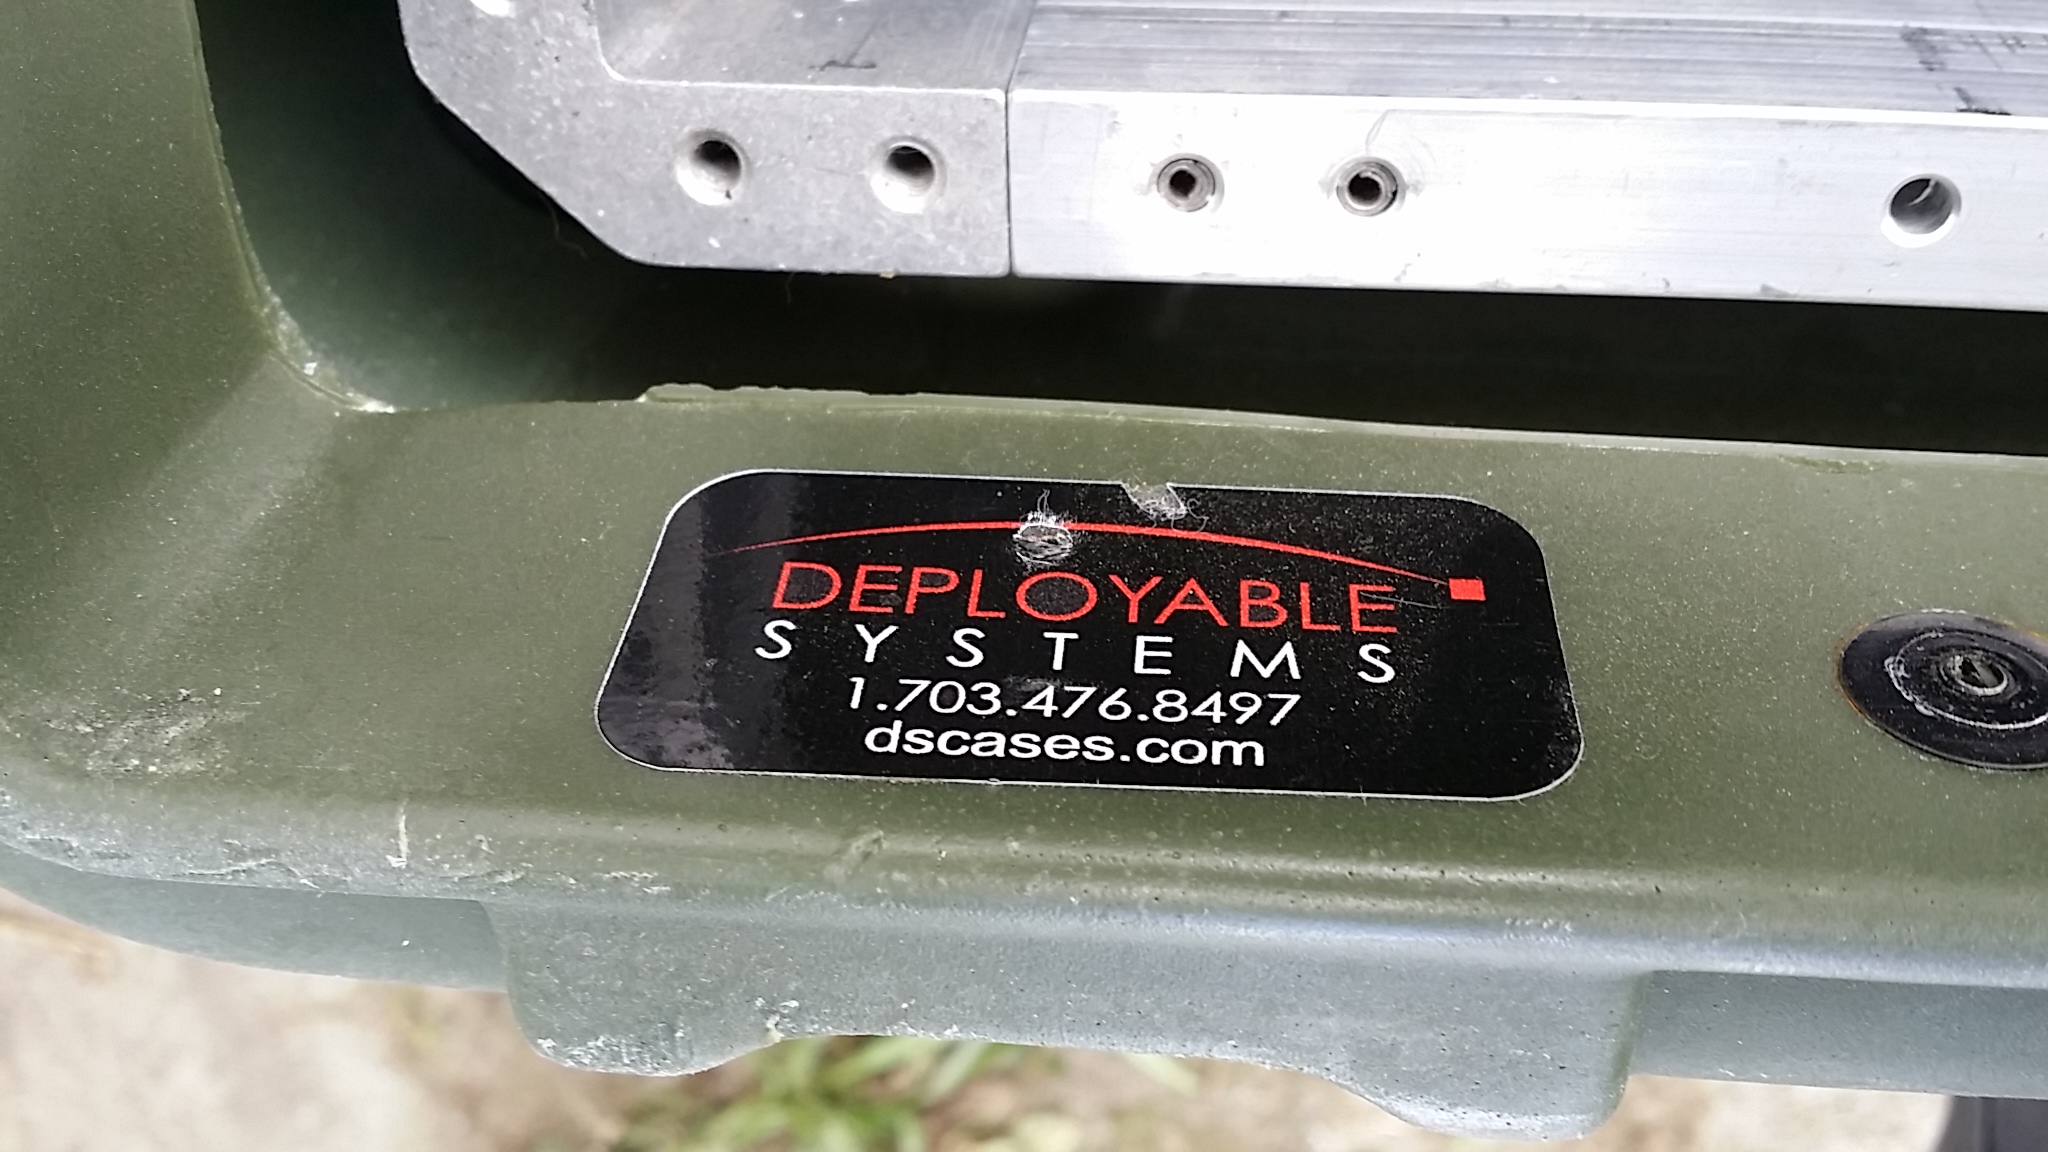 DEPLOYABLE
SYSTEMS
1.703.476.8497
dscases.com